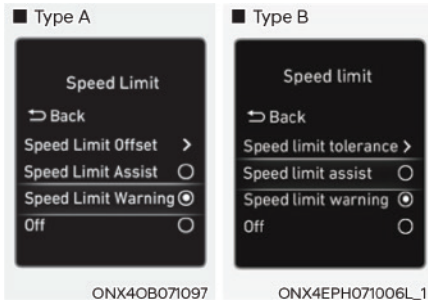 ■ Type A
Speed Limit
Back
Speed Limit Offset >
Speed Limit Assist
Speed Limit Warning
Off
ONX4OB071097
■ Type B
Speed limit
Back
Speed limit tolerance >
Speed limit assist
Speed limit warning
Off
ONX4EPH071006L_1